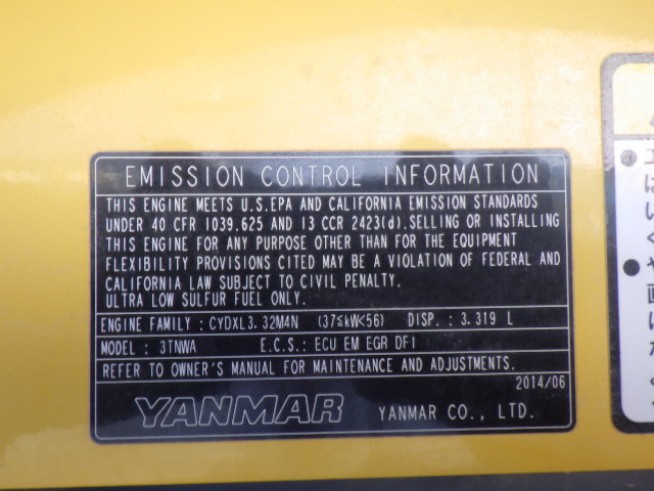 EMISSION CONTROL INFORMATION
THIS ENGINE MEETS U.S.EPA AND CALIFORNIA EMISSION STANDARDS
UNDER 40 CFR 1039.625 AND 13 CCR 2423(d).SELLING OR INSTALLING
THIS ENGINE FOR ANY PURPOSE OTHER THAN FOR THE EQUIPMENT
FLEXIBILITY PROVISIONS CITED MAY BE A VIOLATION OF FEDERAL AND
CALIFORNIA LAW SUBJECT TO CIVIL PENALTY.
ULTRA LOW SULFUR FUEL ONLY.
ENGINE FAMILY : CYDXL3.32M4N (37≦kW<56) DISP.: 3.319 L
MODEL : 3TNWA E.C.S.: ECU EM EGR DFI
REFER TO OWNER'S MANUAL FOR MAINTENANCE AND ADJUSTMENTS.
2014/06
YANMAR YANMAR CO., LTD.